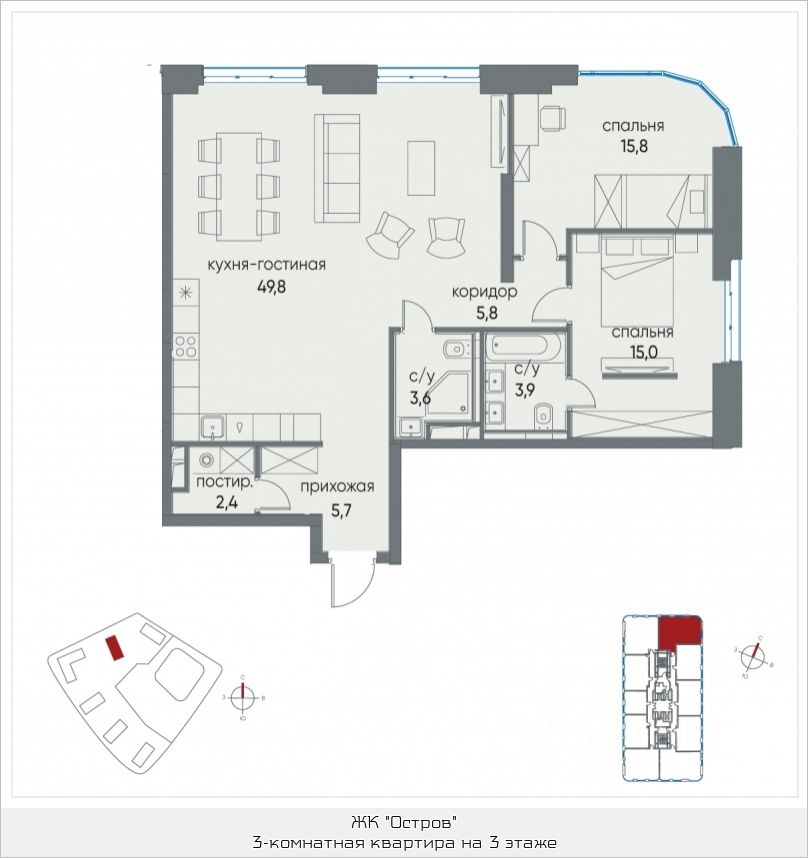 спальня
15,8
кухня-гостиная
49,8
коридор
5,8
спальня
15,0
с/у
3,6
с/у
3,9
постир.
2,4
прихожая
5,7
С
З В
Ю
С
З В
Ю
ЖК "Остров"
3-комнатная квартира на 3 этаже